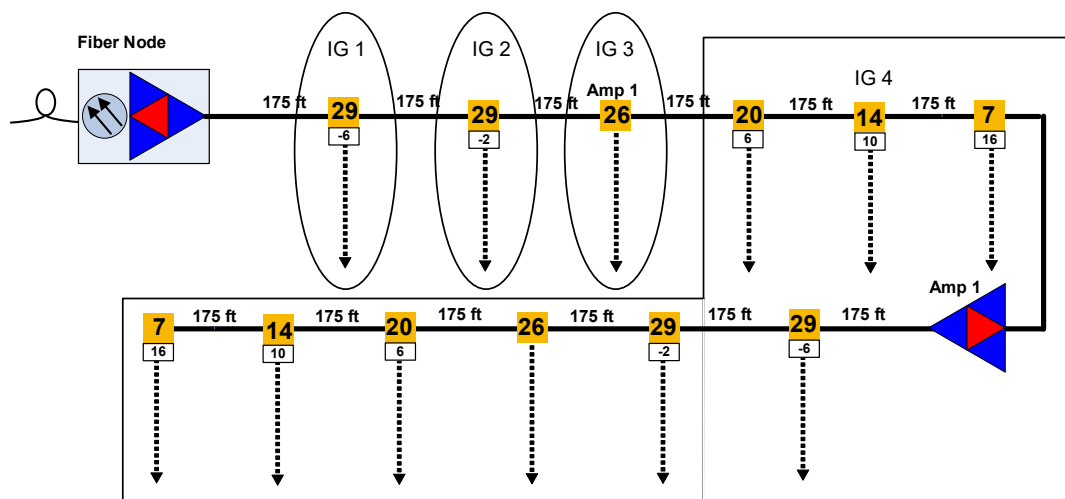 Fiber Node
IG 1
IG 2
IG 3
IG 4
Amp 1
175 ft 175 ft 175 ft 175 ft 175 ft 175 ft
29 29 26 20 14 7
-6 -2 6 10 16
Amp 1
175 ft 175 ft 175 ft 175 ft 175 ft 175 ft
7 14 20 26 29 29
16 10 6 -2 -6